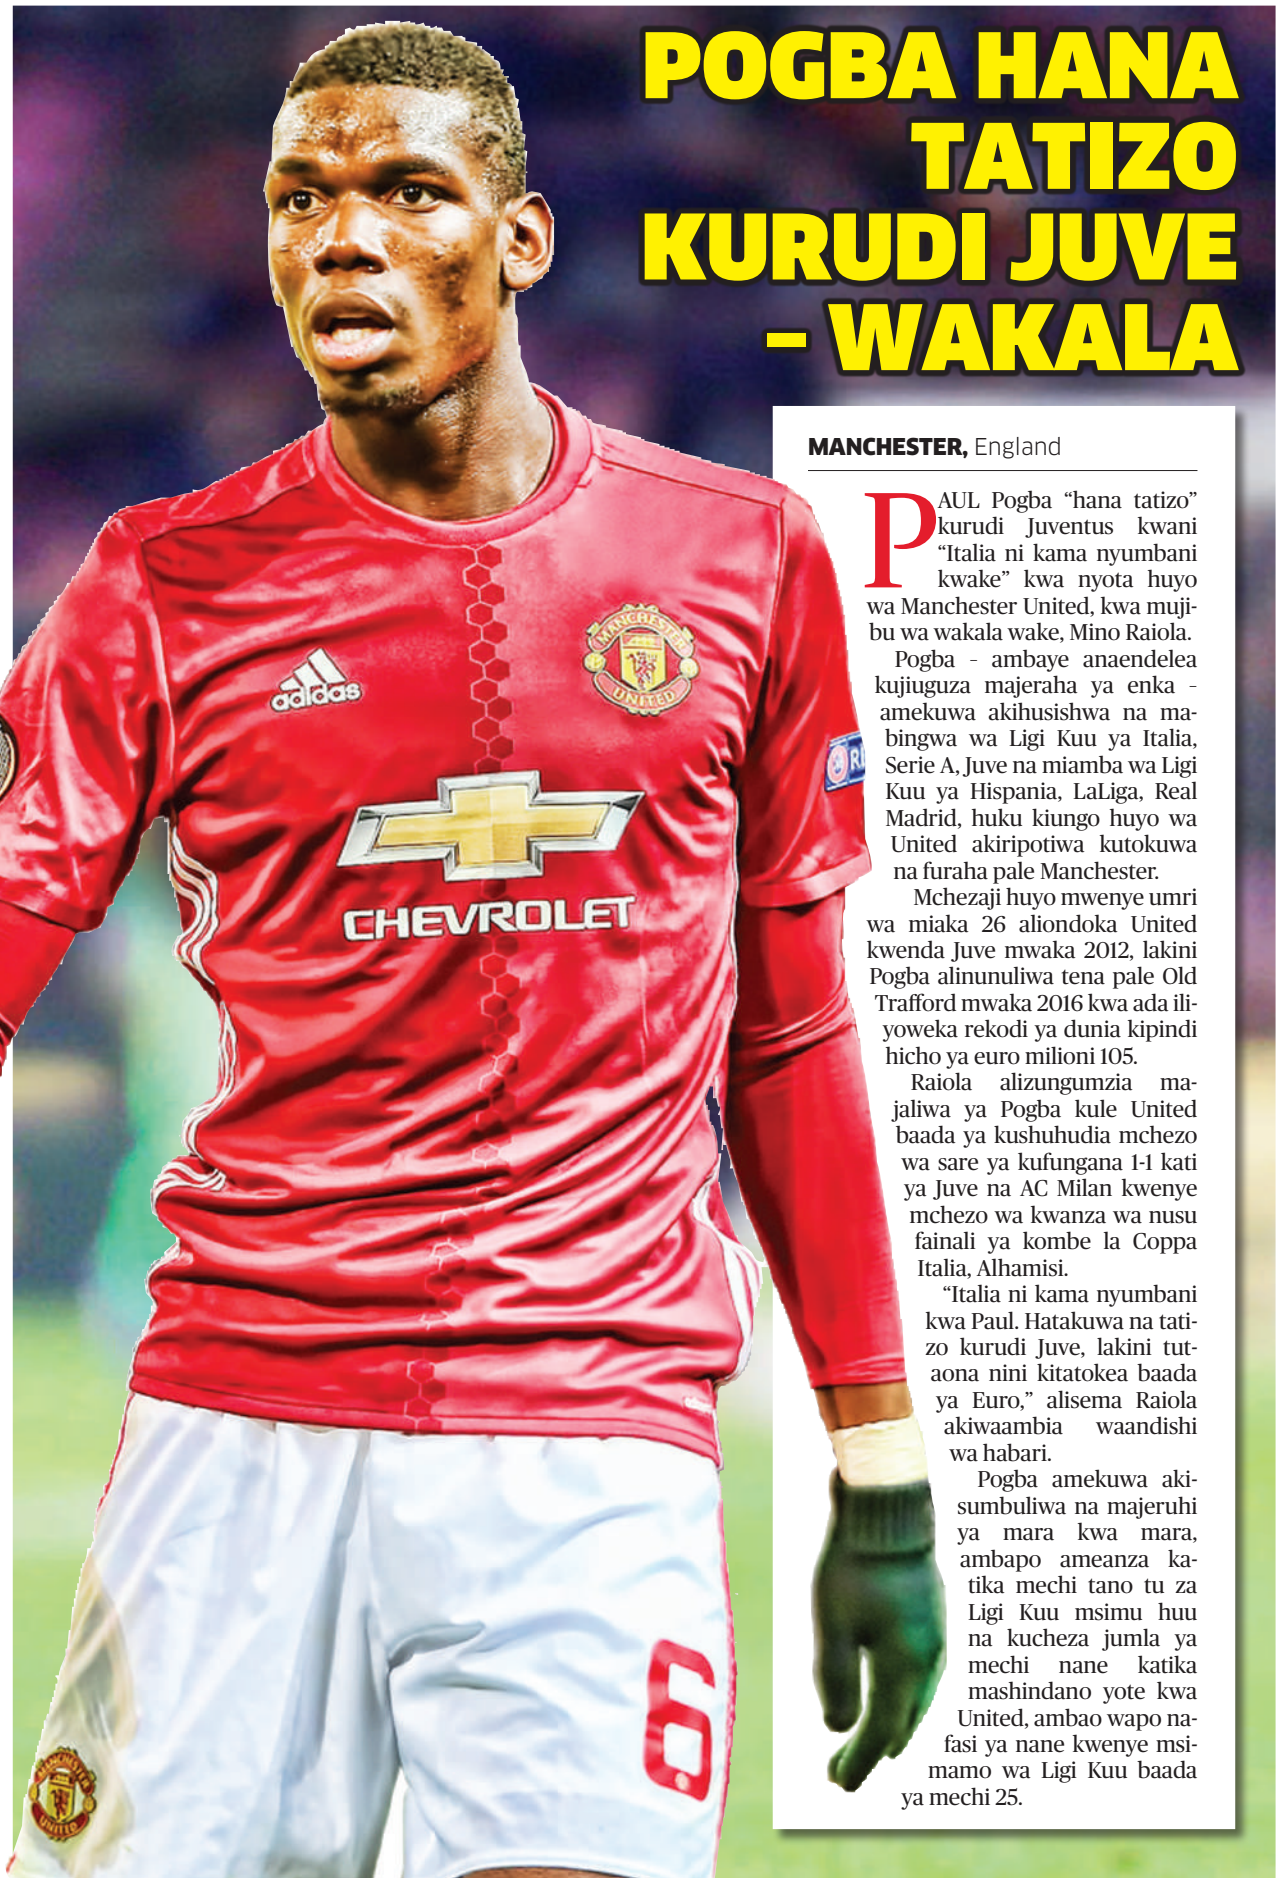 POGBA HANA
TATIZO
KURUDI JUVE
– WAKALA
MANCHESTER, England
PAUL Pogba “hana tatizo”
kurudi Juventus kwani
“Italia ni kama nyumbani
kwake” kwa nyota huyo
wa Manchester United, kwa muji-
bu wa wakala wake, Mino Raiola.
Pogba - ambaye anaendelea
kujiuguza majeraha ya enka -
amekuwa akihusishwa na ma-
bingwa wa Ligi Kuu ya Italia,
Serie A, Juve na miamba wa Ligi
Kuu ya Hispania, LaLiga, Real
Madrid, huku kiungo huyo wa
United akiripotiwa kutokuwa
na furaha pale Manchester.
Mchezaji huyo mwenye umri
wa miaka 26 aliondoka United
kwenda Juve mwaka 2012, lakini
Pogba alinunuliwa tena pale Old
Trafford mwaka 2016 kwa ada ili-
yoweka rekodi ya dunia kipindi
hicho ya euro milioni 105.
Raiola alizungumzia ma-
jaliwa ya Pogba kule United
baada ya kushuhudia mchezo
wa sare ya kufungana 1-1 kati
ya Juve na AC Milan kwenye
mchezo wa kwanza wa nusu
fainali ya kombe la Coppa
Italia, Alhamisi.
“Italia ni kama nyumbani
kwa Paul. Hatakuwa na tati-
zo kurudi Juve, lakini tut-
aona nini kitatokea baada
ya Euro,” alisema Raiola
akiwaambia waandishi
wa habari.
Pogba amekuwa aki-
sumbuliwa na majeruhi
ya mara kwa mara,
ambapo ameanza ka-
tika mechi tano tu za
Ligi Kuu msimu huu
na kucheza jumla ya
mechi nane katika
mashindano yote kwa
United, ambao wapo na-
fasi ya nane kwenye msi-
mamo wa Ligi Kuu baada
ya mechi 25.
adidas
MANCHESTER
UNITED
CHEVROLET
6
MANCHESTER
UNITED